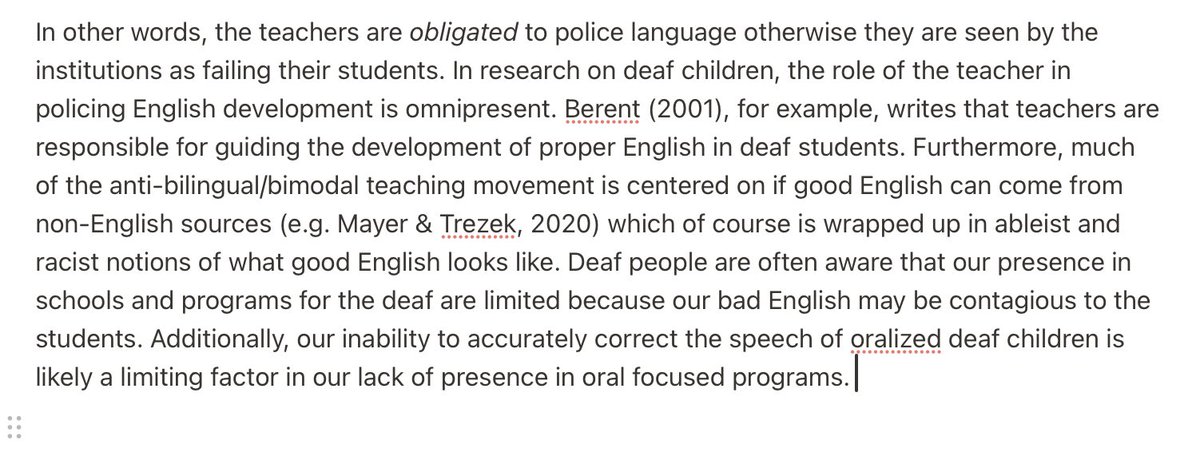 In other words, the teachers are obligated to police language otherwise they are seen by the
institutions as failing their students. In research on deaf children, the role of the teacher in
policing English development is omnipresent. Berent (2001), for example, writes that teachers are
responsible for guiding the development of proper English in deaf students. Furthermore, much
of the anti-bilingual/bimodal teaching movement is centered on if good English can come from
non-English sources (e.g. Mayer & Trezek, 2020) which of course is wrapped up in ableist and
racist notions of what good English looks like. Deaf people are often aware that our presence in
schools and programs for the deaf are limited because our bad English may be contagious to the
students. Additionally, our inability to accurately correct the speech of oralized deaf children is
likely a limiting factor in our lack of presence in oral focused programs.